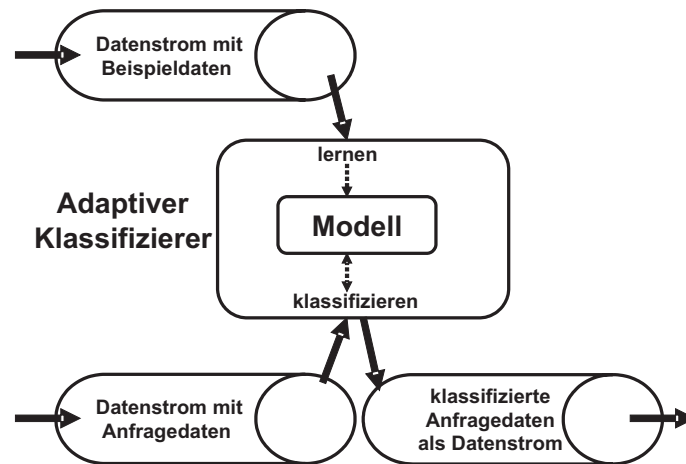 Datenstrom mit
Beispieldaten
lernen
Adaptiver
Klassifizierer
Modell
klassifizieren
Datenstrom mit
Anfragedaten
klassifizierte
Anfragedaten
als Datenstrom